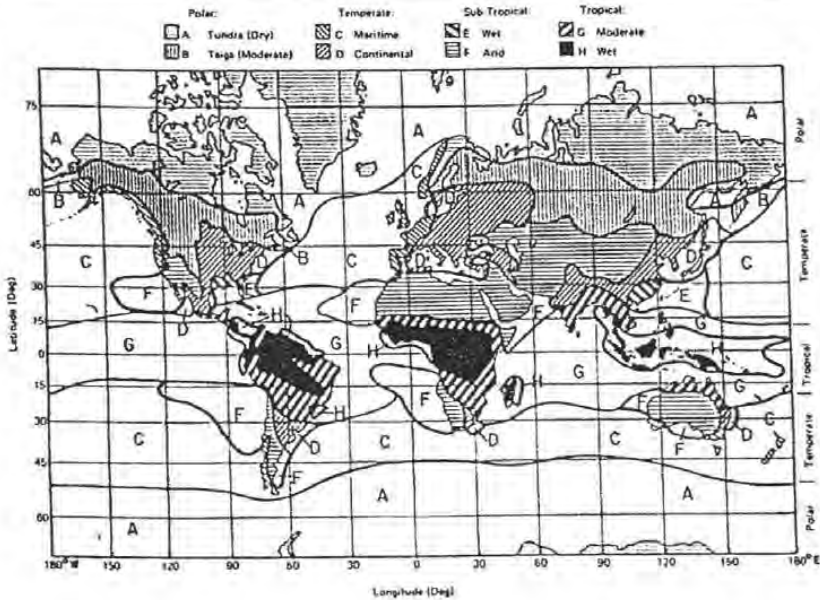 Polar: Temperate: Sub Tropical: Tropical:
A Tundra (Dry) C Maritime E Wet G Moderate
B Taiga (Moderate) D Continental F Arid H Wet
75
60
45
30
15
0
15
30
45
60
75
Latitude (Deg)
A A A
B C D A B
C D B C D C
F D E F E
D H F G
G G H G H
F H F H G F G
C H C D C F D C
F A A
A
Polar
Temperate
Tropical
Temperate
Polar
180°W 150 120 90 60 30 0 30 60 90 120 150 180°E
Longitude (Deg)